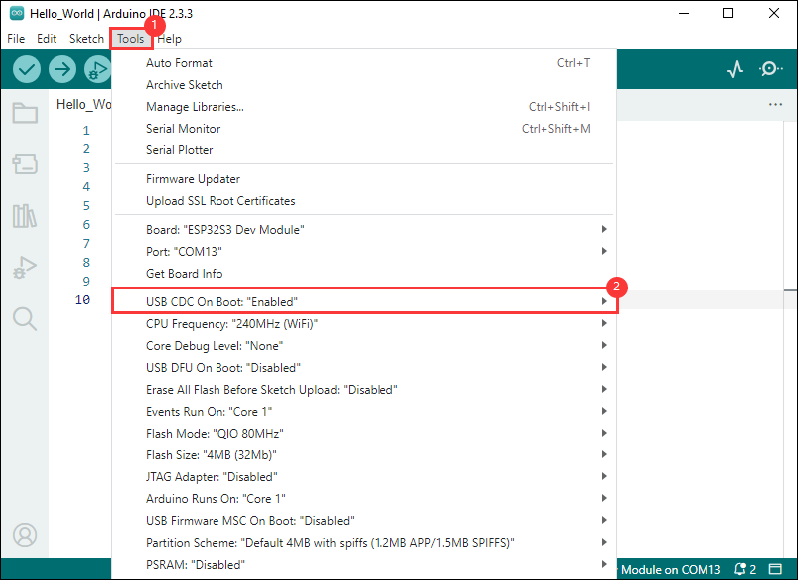 Hello_World | Arduino IDE 2.3.3
1
File Edit Sketch Tools Help
Auto Format Ctrl+T
Archive Sketch
Manage Libraries... Ctrl+Shift+I
Serial Monitor Ctrl+Shift+M
Serial Plotter
Firmware Updater
Upload SSL Root Certificates
Board: "ESP32S3 Dev Module"
Port: "COM13"
Get Board Info
USB CDC On Boot: "Enabled"
2
CPU Frequency: "240MHz (WiFi)"
Core Debug Level: "None"
USB DFU On Boot: "Disabled"
Erase All Flash Before Sketch Upload: "Disabled"
Events Run On: "Core 1"
Flash Mode: "QIO 80MHz"
Flash Size: "4MB (32Mb)"
JTAG Adapter: "Disabled"
Arduino Runs On: "Core 1"
USB Firmware MSC On Boot: "Disabled"
Partition Scheme: "Default 4MB with spiffs (1.2MB APP/1.5MB SPIFFS)"
PSRAM: "Disabled"
Hello_Wo
1
2
3
4
5
6
7
8
9
10
Module on COM13 2